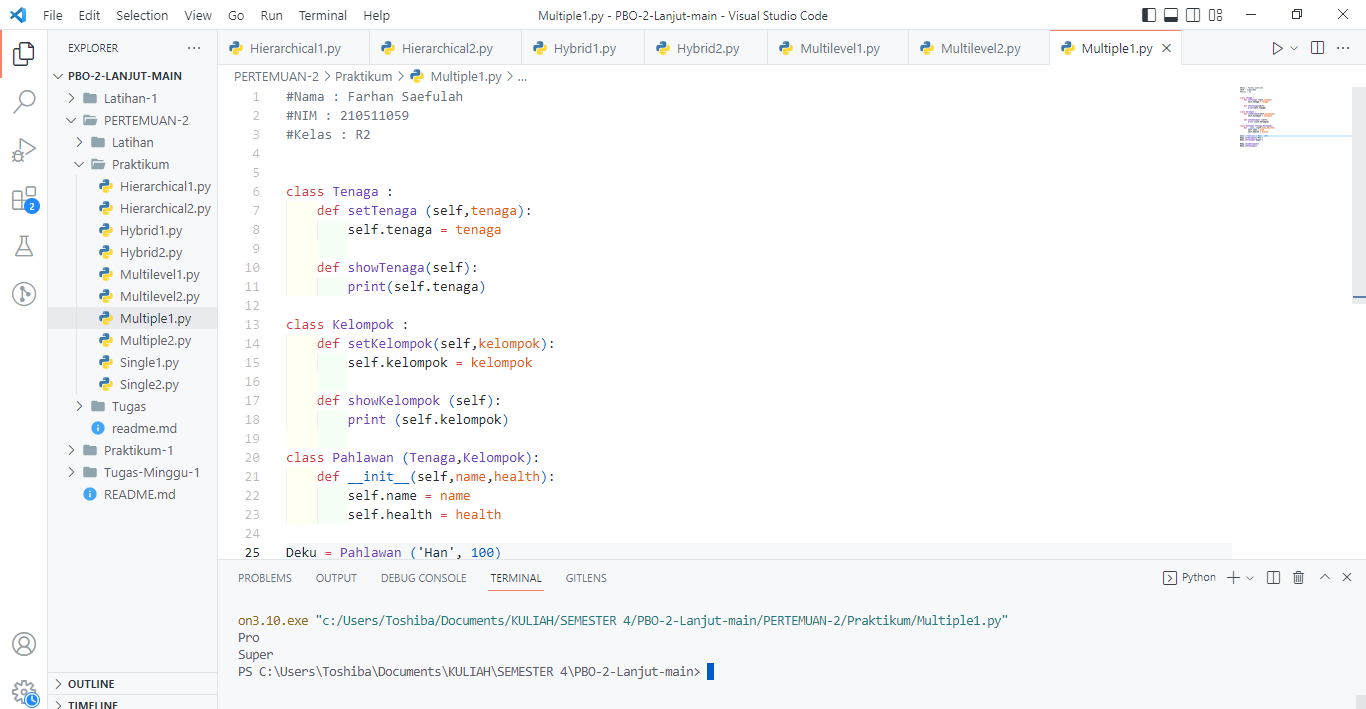 File Edit Selection View Go Run Terminal Help Multiple1.py - PBO-2-Lanjut-main - Visual Studio Code
EXPLORER
Hierarchical1.py Hierarchical2.py Hybrid1.py Hybrid2.py Multilevel1.py Multilevel2.py Multiple1.py
PBO-2-LANJUT-MAIN
Latihan-1
PERTEMUAN-2
Latihan
Praktikum
Hierarchical1.py
Hierarchical2.py
Hybrid1.py
Hybrid2.py
Multilevel1.py
Multilevel2.py
Multiple1.py
Multiple2.py
Single1.py
Single2.py
Tugas
readme.md
Praktikum-1
Tugas-Minggu-1
README.md
2
OUTLINE
TIMELINE
PERTEMUAN-2 > Praktikum > Multiple1.py > ...
1 #Nama : Farhan Saefulah
2 #NIM : 210511059
3 #Kelas : R2
4
5
6 class Tenaga :
7 def setTenaga (self,tenaga):
8 self.tenaga = tenaga
9
10 def showTenaga(self):
11 print(self.tenaga)
12
13 class Kelompok :
14 def setKelompok(self,kelompok):
15 self.kelompok = kelompok
16
17 def showKelompok (self):
18 print (self.kelompok)
19
20 class Pahlawan (Tenaga,Kelompok):
21 def __init__(self,name,health):
22 self.name = name
23 self.health = health
24
25 Deku = Pahlawan ('Han', 100)
PROBLEMS OUTPUT DEBUG CONSOLE TERMINAL GITLENS Python
on3.10.exe "c:/Users/Toshiba/Documents/KULIAH/SEMESTER 4/PBO-2-Lanjut-main/PERTEMUAN-2/Praktikum/Multiple1.py"
Pro
Super
PS C:\Users\Toshiba\Documents\KULIAH\SEMESTER 4\PBO-2-Lanjut-main>